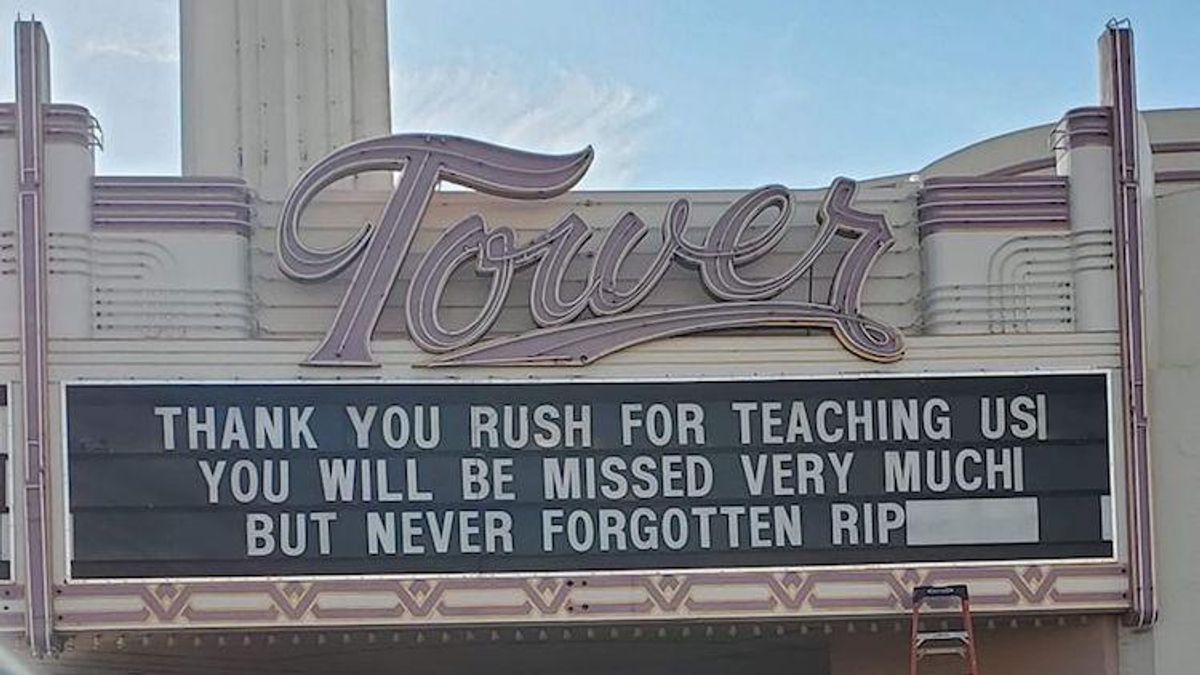 Tower
THANK YOU RUSH FOR TEACHING US!
YOU WILL BE MISSED VERY MUCH!
BUT NEVER FORGOTTEN RIP